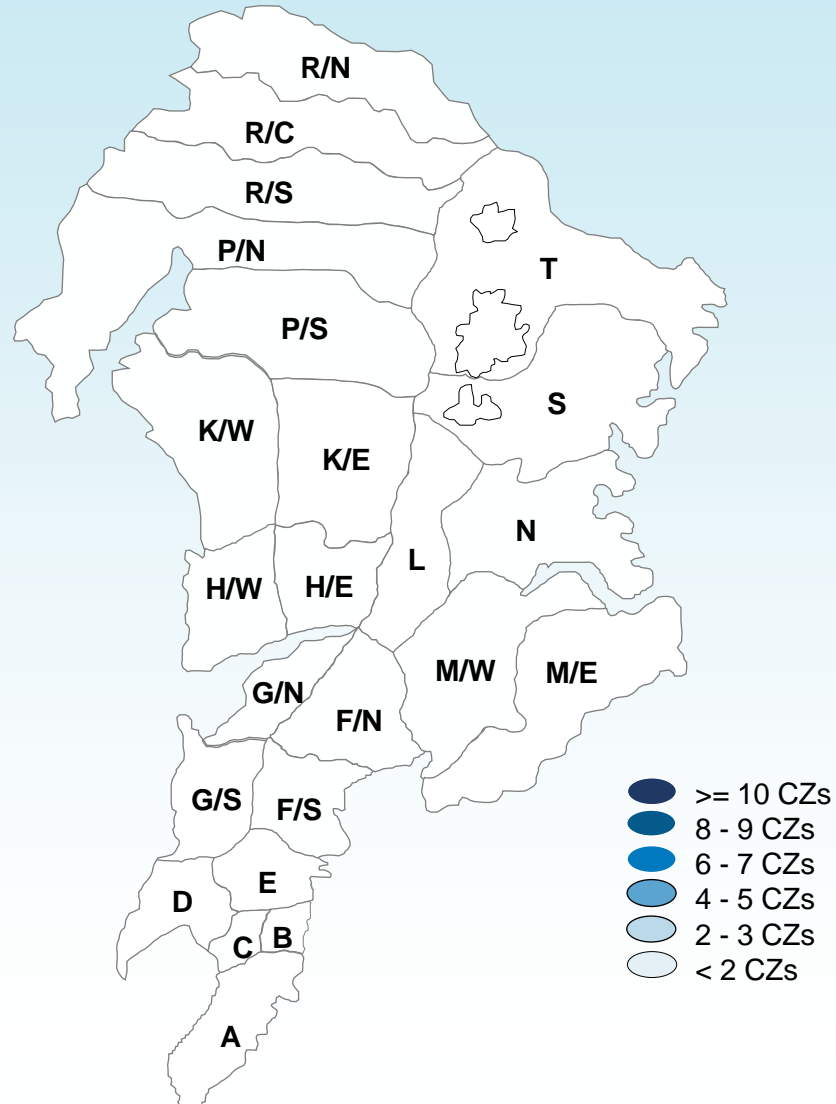 R/N
R/C
R/S
P/N
T
P/S
S
K/W
K/E
N
L
H/W
H/E
M/W
M/E
G/N
F/N
G/S
F/S
E
D
B
C
A
>= 10 CZs
8 - 9 CZs
6 - 7 CZs
4 - 5 CZs
2 - 3 CZs
< 2 CZs